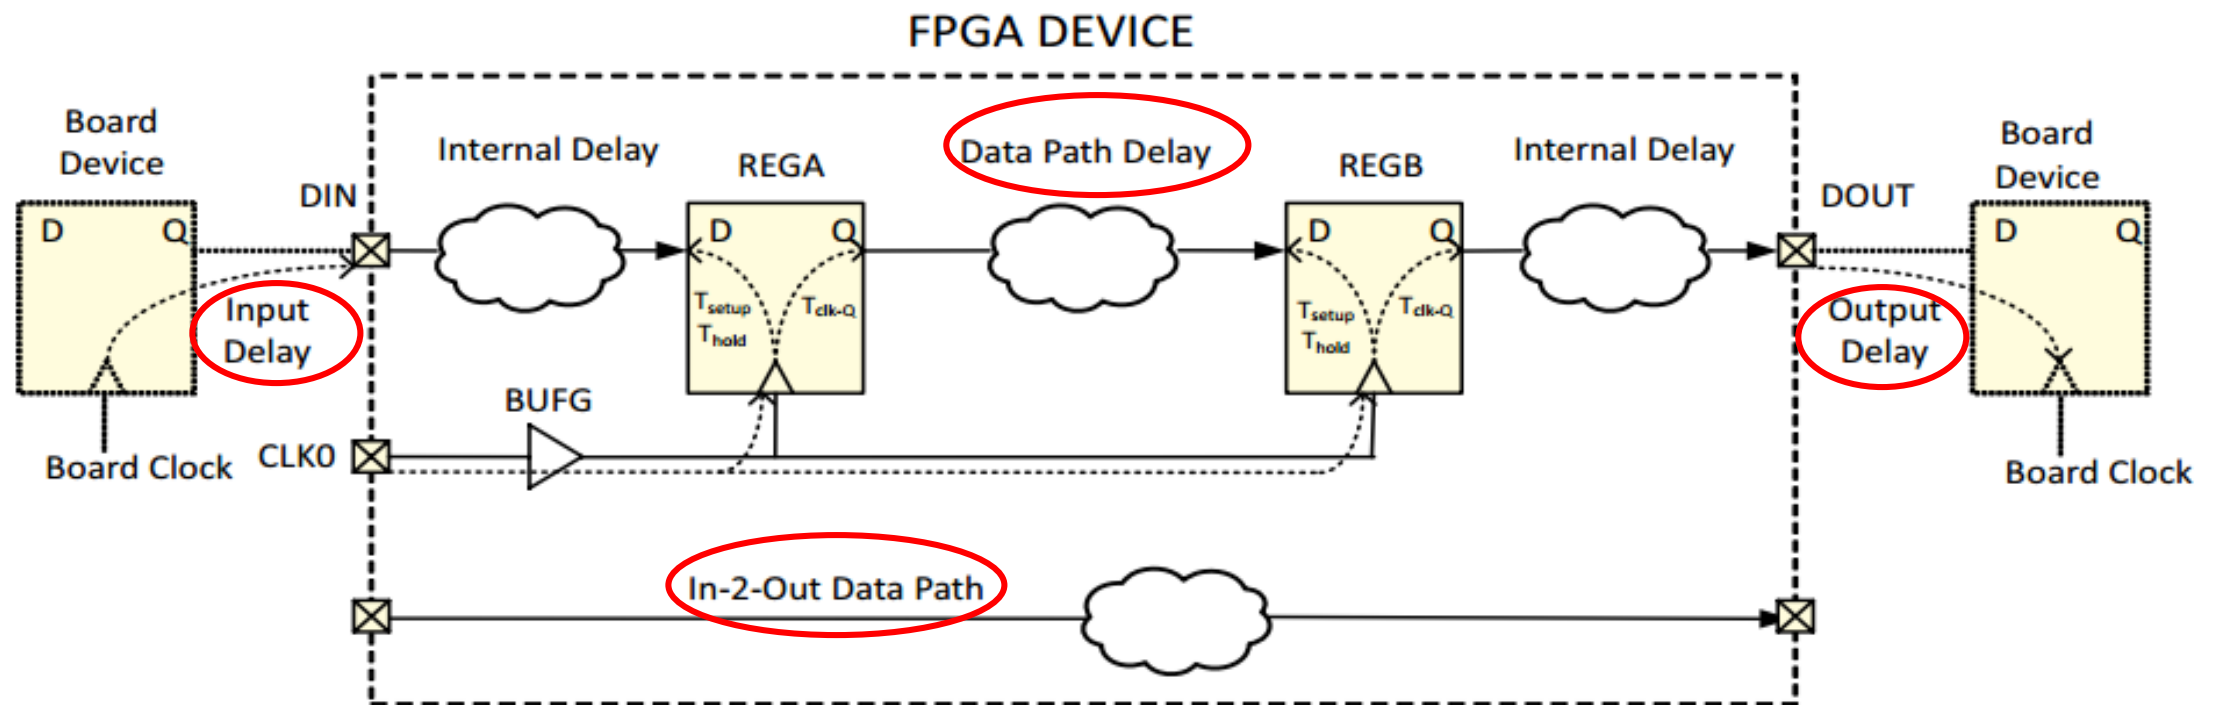 FPGA DEVICE
Board
Device
D
Q
Input
Delay
Board Clock
DIN
CLK0
Internal Delay
BUFG
REGA
D
Q
Tsetup
Thold
Tclk-Q
Data Path Delay
REGB
D
Q
Tsetup
Thold
Tclk-Q
Internal Delay
In-2-Out Data Path
DOUT
Output
Delay
Board
Device
D
Q
Board Clock